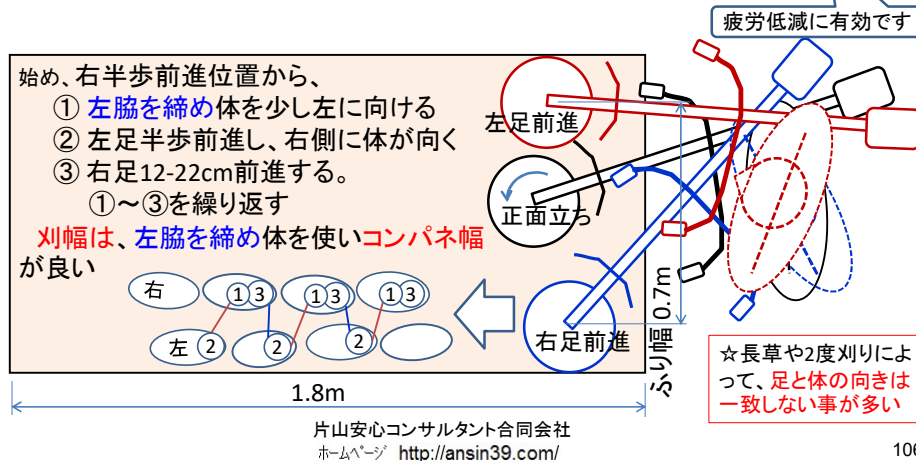 疲労低減に有効です
始め、右半歩前進位置から、
① 左脇を締め体を少し左に向ける
② 左足半歩前進し、右側に体が向く
③ 右足12-22cm前進する。
①～③を繰り返す
刈幅は、左脇を締め体を使いコンパネ幅
が良い
左足前進
正面立ち
右足前進
ふり幅 0.7m
右 ①③ ①③ ①③
左 ② ② ②
1.8m
☆長草や2度刈りによ
って、足と体の向きは
一致しない事が多い
片山安心コンサルタント合同会社
ﾎｰﾑﾍﾟｰｼﾞ http://ansin39.com/
106